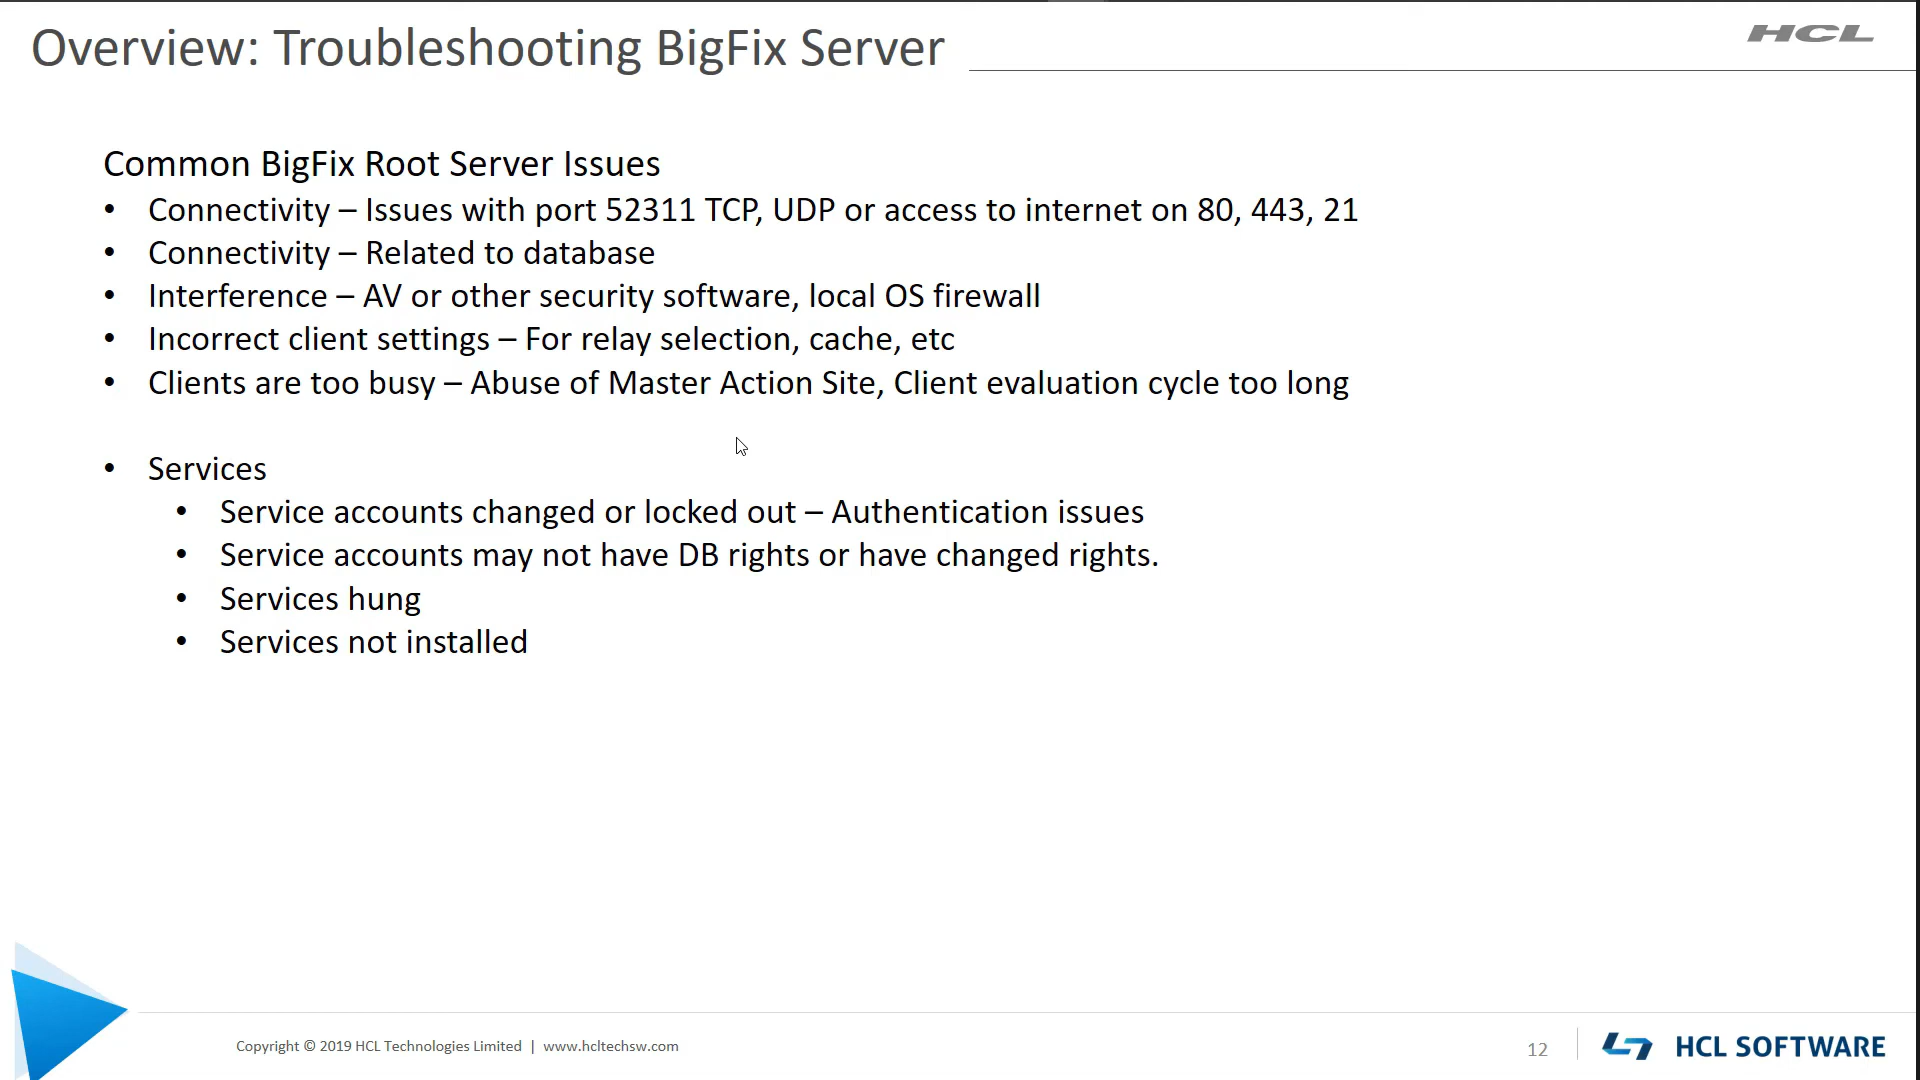 Overview: Troubleshooting BigFix Server
HCL
Common BigFix Root Server Issues
• Connectivity – Issues with port 52311 TCP, UDP or access to internet on 80, 443, 21
• Connectivity – Related to database
• Interference – AV or other security software, local OS firewall
• Incorrect client settings – For relay selection, cache, etc
• Clients are too busy – Abuse of Master Action Site, Client evaluation cycle too long
• Services
• Service accounts changed or locked out – Authentication issues
• Service accounts may not have DB rights or have changed rights.
• Services hung
• Services not installed
Copyright © 2019 HCL Technologies Limited | www.hcltechsw.com
12
HCL SOFTWARE